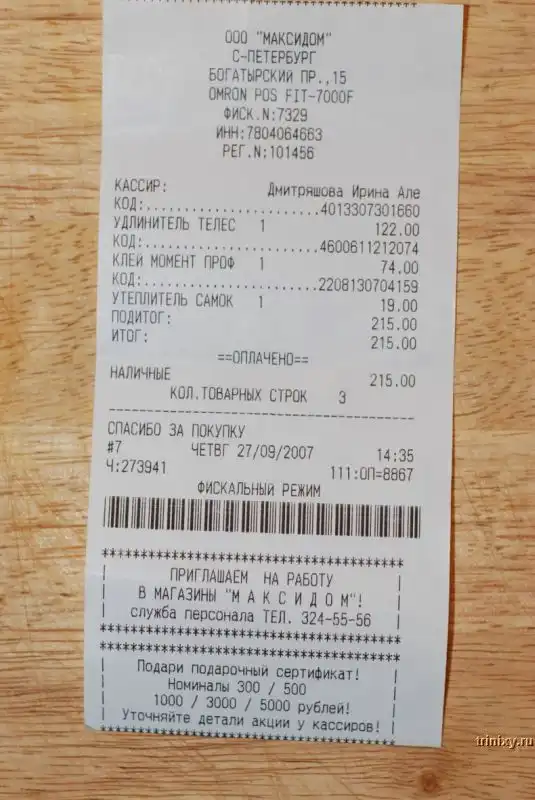 ООО "МАКСИДОМ"
С-ПЕТЕРБУРГ
БОГАТЫРСКИЙ ПР.,15
OMRON POS FIT-7000F
ФИСК.N:7329
ИНН:7804064663
РЕГ.N:101456
КАССИР: Дмитряшова Ирина Але
КОД:.......................4013307301660
УДЛИНИТЕЛЬ ТЕЛЕС 1 122.00
КОД:.......................4600611212074
КЛЕЙ МОМЕНТ ПРОФ 1 74.00
КОД:.......................2208130704159
УТЕПЛИТЕЛЬ САМОК 1 19.00
ПОДИТОГ: 215.00
ИТОГ: 215.00
==ОПЛАЧЕНО==
НАЛИЧНЫЕ 215.00
КОЛ.ТОВАРНЫХ СТРОК 3
СПАСИБО ЗА ПОКУПКУ
#7 ЧЕТВГ 27/09/2007 14:35
Ч:273941 111:ОП=8867
ФИСКАЛЬНЫЙ РЕЖИМ
ПРИГЛАШАЕМ НА РАБОТУ
В МАГАЗИНЫ "М А К С И Д О М"!
служба персонала ТЕЛ. 324-55-56
Подари подарочный сертификат!
Номиналы 300 / 500
1000 / 3000 / 5000 рублей!
Уточняйте детали акции у кассиров!
trinixy.ru